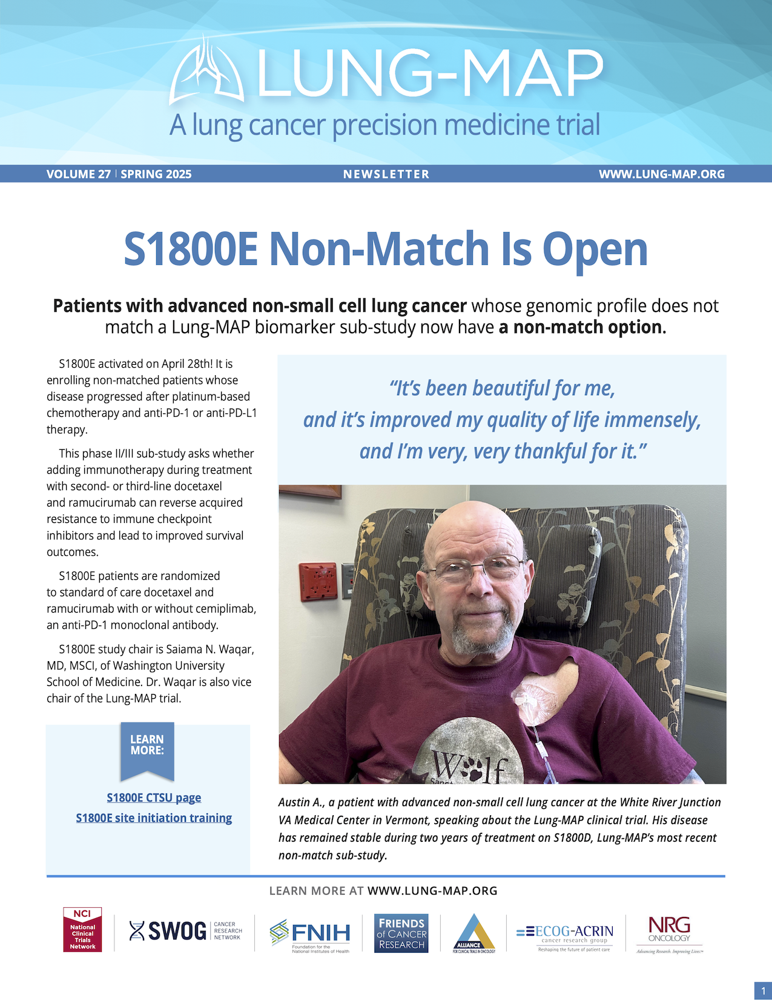 LUNG-MAP
A lung cancer precision medicine trial
VOLUME 27 | SPRING 2025
NEWSLETTER
WWW.LUNG-MAP.ORG
S1800E Non-Match Is Open
Patients with advanced non-small cell lung cancer whose genomic profile does not
match a Lung-MAP biomarker sub-study now have a non-match option.
S1800E activated on April 28th! It is
enrolling non-matched patients whose
disease progressed after platinum-based
chemotherapy and anti-PD-1 or anti-PD-L1
therapy.
This phase II/III sub-study asks whether
adding immunotherapy during treatment
with second- or third-line docetaxel
and ramucirumab can reverse acquired
resistance to immune checkpoint
inhibitors and lead to improved survival
outcomes.
S1800E patients are randomized
to standard of care docetaxel and
ramucirumab with or without cemiplimab,
an anti-PD-1 monoclonal antibody.
S1800E study chair is Saiama N. Waqar,
MD, MSCI, of Washington University
School of Medicine. Dr. Waqar is also vice
chair of the Lung-MAP trial.
LEARN
MORE:
S1800E CTSU page
S1800E site initiation training
“It’s been beautiful for me,
and it’s improved my quality of life immensely,
and I’m very, very thankful for it.”
Wolf
Austin A., a patient with advanced non-small cell lung cancer at the White River Junction
VA Medical Center in Vermont, speaking about the Lung-MAP clinical trial. His disease
has remained stable during two years of treatment on S1800D, Lung-MAP’s most recent
non-match sub-study.
LEARN MORE AT WWW.LUNG-MAP.ORG
NCI
National
Clinical
Trials
Network
SWOG
CANCER
RESEARCH
NETWORK
FNIH
Foundation for the
National Institutes of Health
FRIENDS
of CANCER
RESEARCH
ALLIANCE
FOR CLINICAL TRIALS IN ONCOLOGY
ECOG-ACRIN
cancer research group
Reshaping the future of patient care
NRG
ONCOLOGY
Advancing Research. Improving Lives.™
1